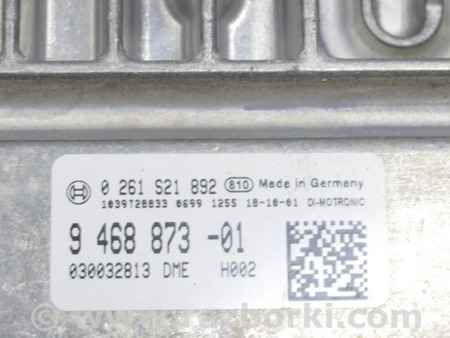 0 261 S21 892 810 Made in Germany
1039T28833 0699 1255 18-10-01 DI-MOTRONIC
9 468 873 -01
030032813 DME H002